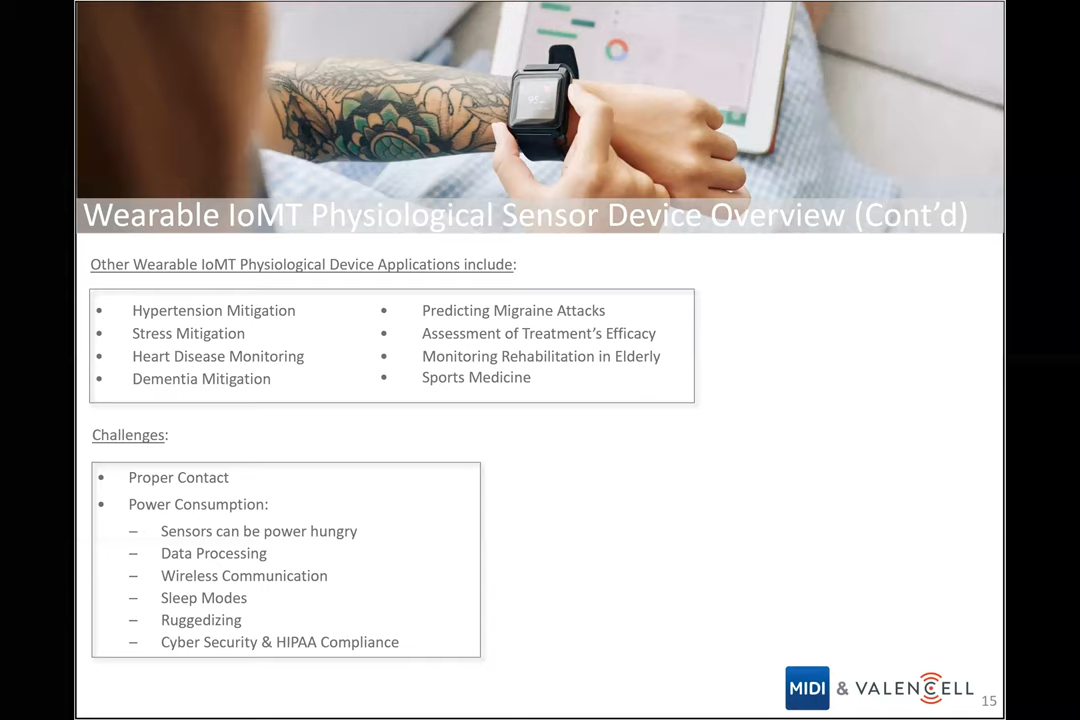 95
Wearable IoMT Physiological Sensor Device Overview (Cont’d)
Other Wearable IoMT Physiological Device Applications include:
• Hypertension Mitigation
• Stress Mitigation
• Heart Disease Monitoring
• Dementia Mitigation
• Predicting Migraine Attacks
• Assessment of Treatment’s Efficacy
• Monitoring Rehabilitation in Elderly
• Sports Medicine
Challenges:
• Proper Contact
• Power Consumption:
– Sensors can be power hungry
– Data Processing
– Wireless Communication
– Sleep Modes
– Ruggedizing
– Cyber Security & HIPAA Compliance
MIDI & VALENCELL
15